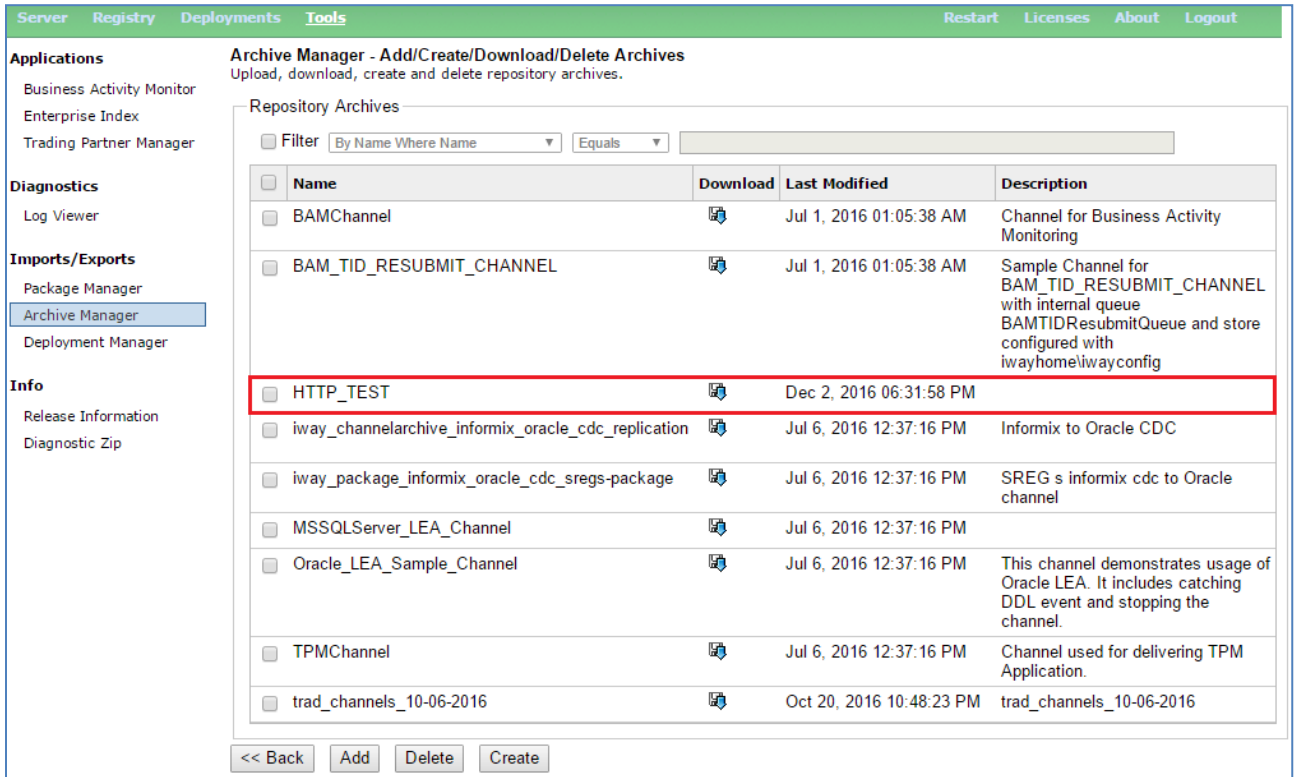 Server Registry Deployments Tools Restart Licenses About Logout
Applications
Business Activity Monitor
Enterprise Index
Trading Partner Manager
Diagnostics
Log Viewer
Imports/Exports
Package Manager
Archive Manager
Deployment Manager
Info
Release Information
Diagnostic Zip
Archive Manager - Add/Create/Download/Delete Archives
Upload, download, create and delete repository archives.
Repository Archives
Filter By Name Where Name Equals
Name Download Last Modified Description
BAMChannel Jul 1, 2016 01:05:38 AM Channel for Business Activity
Monitoring
BAM_TID_RESUBMIT_CHANNEL Jul 1, 2016 01:05:38 AM Sample Channel for
BAM_TID_RESUBMIT_CHANNEL
with internal queue
BAMTIDResubmitQueue and store
configured with
iwayhome\iwayconfig
HTTP_TEST Dec 2, 2016 06:31:58 PM
iway_channelarchive_informix_oracle_cdc_replication Jul 6, 2016 12:37:16 PM Informix to Oracle CDC
iway_package_informix_oracle_cdc_sregs-package Jul 6, 2016 12:37:16 PM SREG s informix cdc to Oracle
channel
MSSQLServer_LEA_Channel Jul 6, 2016 12:37:16 PM
Oracle_LEA_Sample_Channel Jul 6, 2016 12:37:16 PM This channel demonstrates usage of
Oracle LEA. It includes catching
DDL event and stopping the
channel.
TPMChannel Jul 6, 2016 12:37:16 PM Channel used for delivering TPM
Application.
trad_channels_10-06-2016 Oct 20, 2016 10:48:23 PM trad_channels_10-06-2016
<< Back Add Delete Create